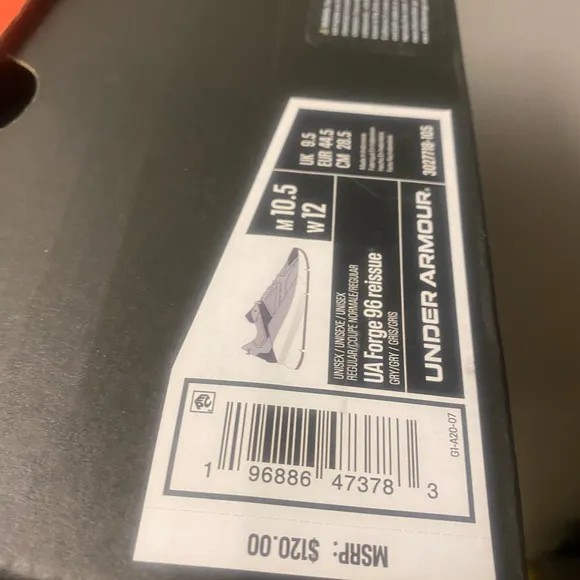 UK 9.5
EUR 44.5
CM 28.5
3027718-105
M 10.5
W 12
UNISEX / UNISEXE / UNISEX
REGULAR/COUPE NORMALE/REGULAR
UA Forge 96 reissue
GRY/GRY / GRIS/GRIS
UNDER ARMOUR.
GI-A20-07
1 96886 47378 3
MSRP: $120.00